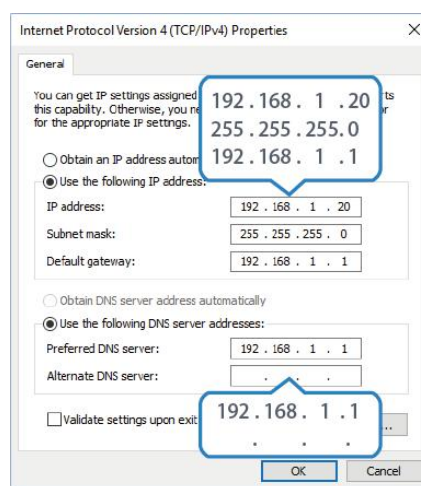 Internet Protocol Version 4 (TCP/IPv4) Properties
General
You can get IP settings assigned
this capability. Otherwise, you
for the appropriate IP settings.
192.168. 1 .20
255.255.255.0
192.168. 1 .1
Obtain an IP address
Use the following IP address:
IP address: 192 . 168 . 1 . 20
Subnet mask: 255 . 255 . 255 . 0
Default gateway: 192 . 168 . 1 . 1
Obtain DNS server address automatically
Use the following DNS server addresses:
Preferred DNS server: 192 . 168 . 1 . 1
Alternate DNS server: . . .
Validate settings upon exit
192.168. 1 .1
. . .
...
OK Cancel